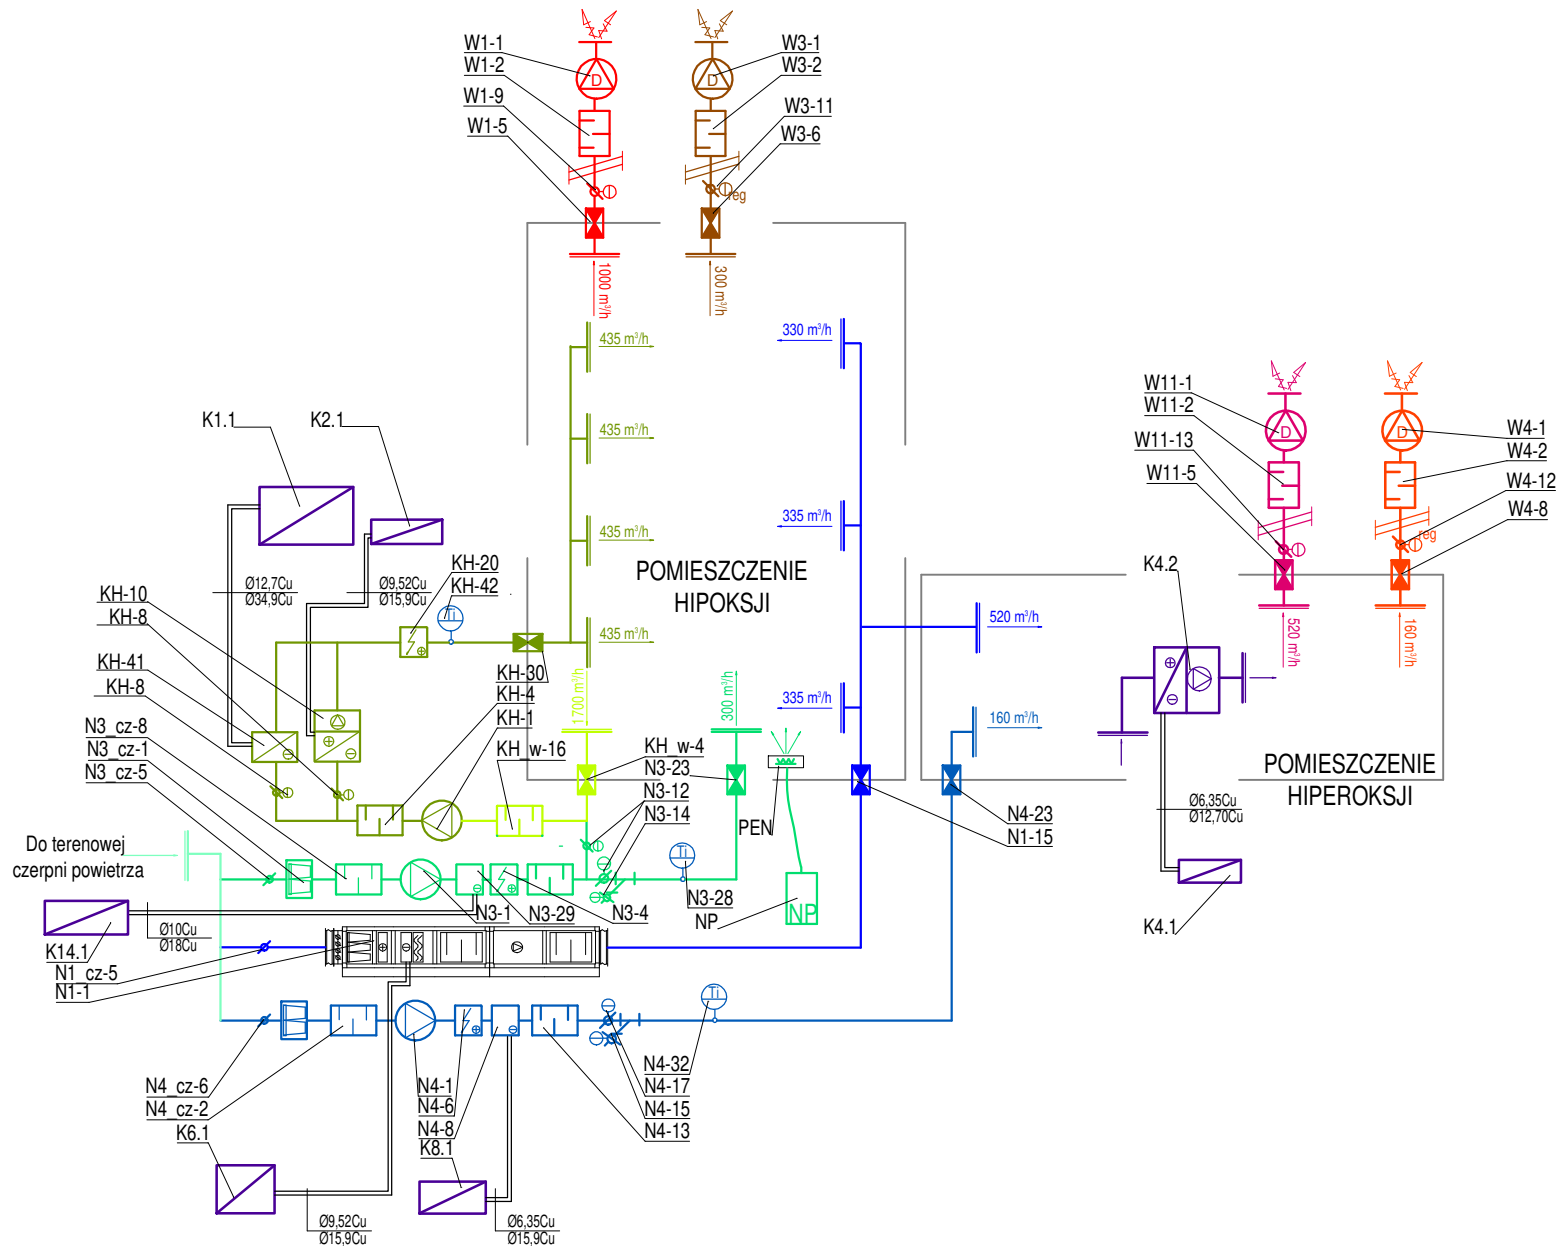 W1-1
W1-2
W1-9
W1-5
D
1000 m³/h
W3-1
W3-2
W3-11
W3-6
D
reg
300 m³/h
435 m³/h
435 m³/h
435 m³/h
435 m³/h
330 m³/h
335 m³/h
335 m³/h
520 m³/h
160 m³/h
POMIESZCZENIE
HIPOKSJI
W11-1
W11-2
W11-13
W11-5
D
520 m³/h
W4-1
W4-2
W4-12
W4-8
D
reg
160 m³/h
K4.2
POMIESZCZENIE
HIPEROKSJI
Ø6,35Cu
Ø12,70Cu
K4.1
K1.1
K2.1
Ø12,7Cu
Ø34,9Cu
Ø9,52Cu
Ø15,9Cu
KH-20
KH-42
Ti
KH-10
KH-8
KH-41
KH-8
N3_cz-8
N3_cz-1
N3_cz-5
KH-30
KH-4
KH-1
KH_w-16
1700 m³/h
300 m³/h
KH_w-4
N3-23
N3-12
N3-14
PEN
N4-23
N1-15
Do terenowej
czerpni powietrza
Ti
N3-1
N3-29
N3-4
N3-28
NP
NP
K14.1
Ø10Cu
Ø18Cu
N1_cz-5
N1-1
Ti
N4_cz-6
N4_cz-2
K6.1
N4-1
N4-6
N4-8
K8.1
N4-32
N4-17
N4-15
N4-13
Ø9,52Cu
Ø15,9Cu
Ø6,35Cu
Ø15,9Cu